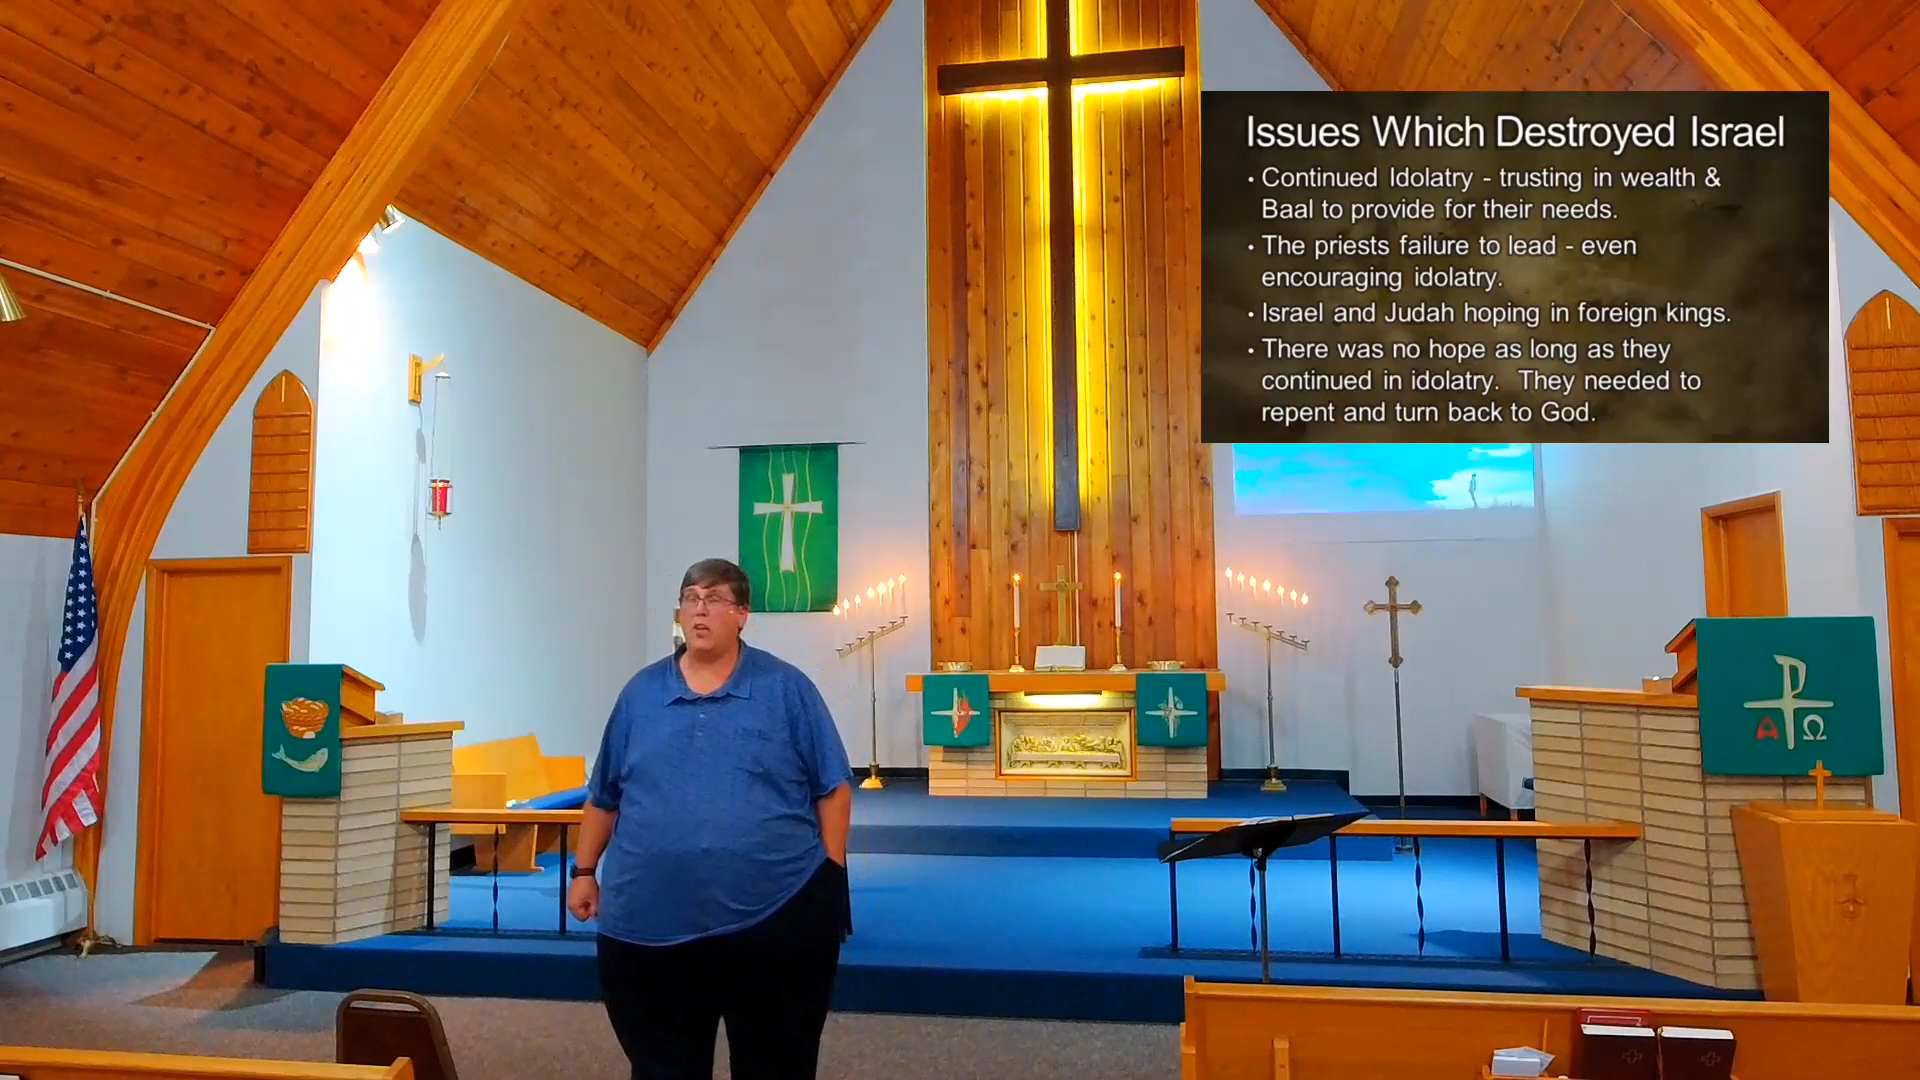 Issues Which Destroyed Israel
• Continued Idolatry - trusting in wealth &
Baal to provide for their needs.
• The priests failure to lead - even
encouraging idolatry.
• Israel and Judah hoping in foreign kings.
• There was no hope as long as they
continued in idolatry. They needed to
repent and turn back to God.
Α Ω